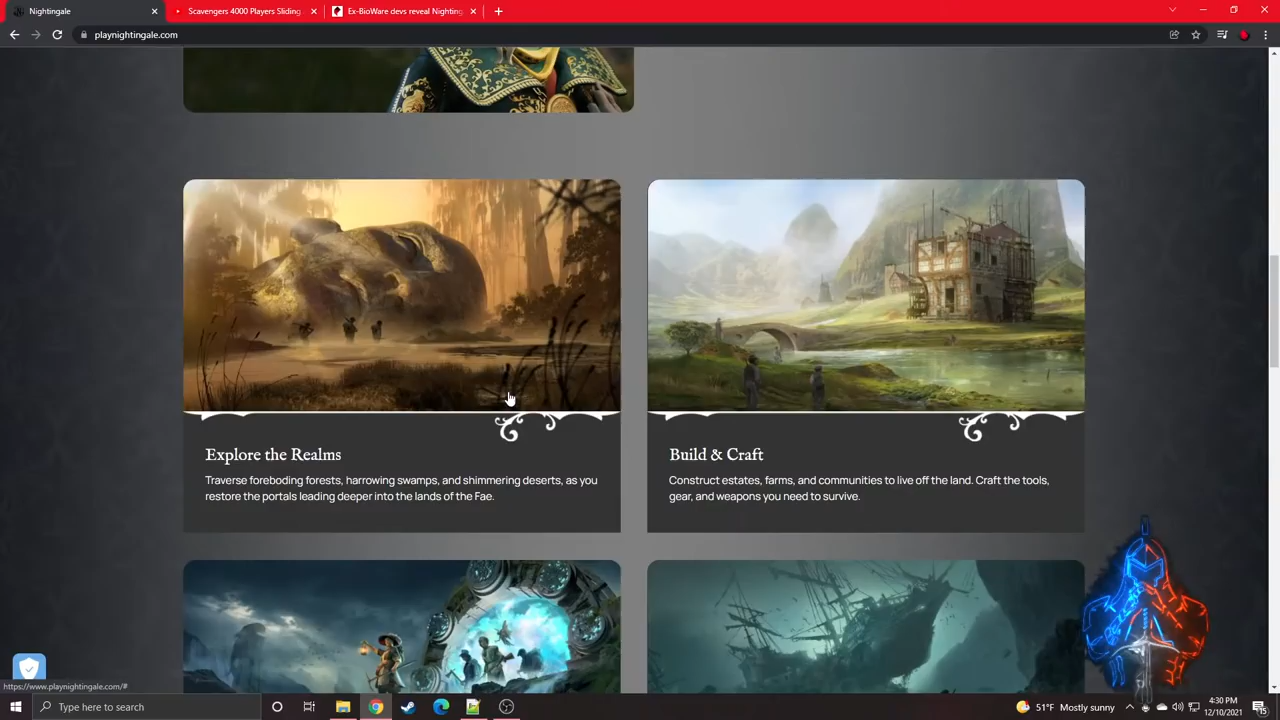 Nightingale
Scavengers 4000 Players Sliding
Ex-BioWare devs reveal Nighting
playnightingale.com
Explore the Realms
Traverse foreboding forests, harrowing swamps, and shimmering deserts, as you
restore the portals leading deeper into the lands of the Fae.
Build & Craft
Construct estates, farms, and communities to live off the land. Craft the tools,
gear, and weapons you need to survive.
https://www.playnightingale.com/#
Type here to search
51°F Mostly sunny
4:30 PM
12/10/2021
15